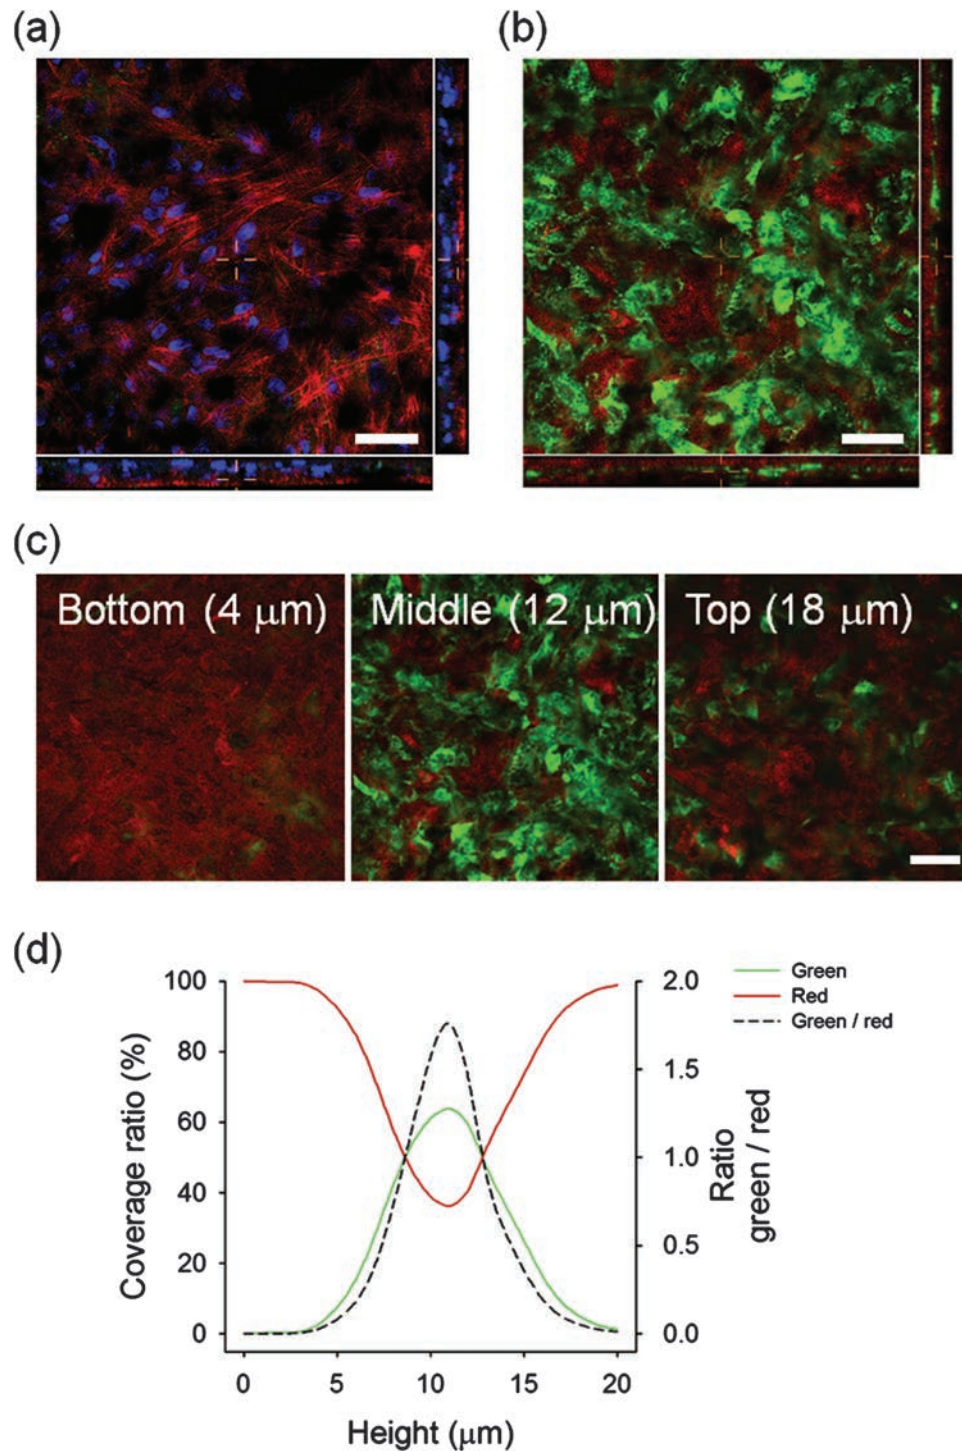 (a)
(b)
(c)
Bottom (4 μm)
Middle (12 μm)
Top (18 μm)
(d)
Green
Red
Green / red
100
80
60
40
20
0
Coverage ratio (%)
2.0
1.5
1.0
0.5
0.0
Ratio
green / red
0
5
10
15
20
Height (μm)